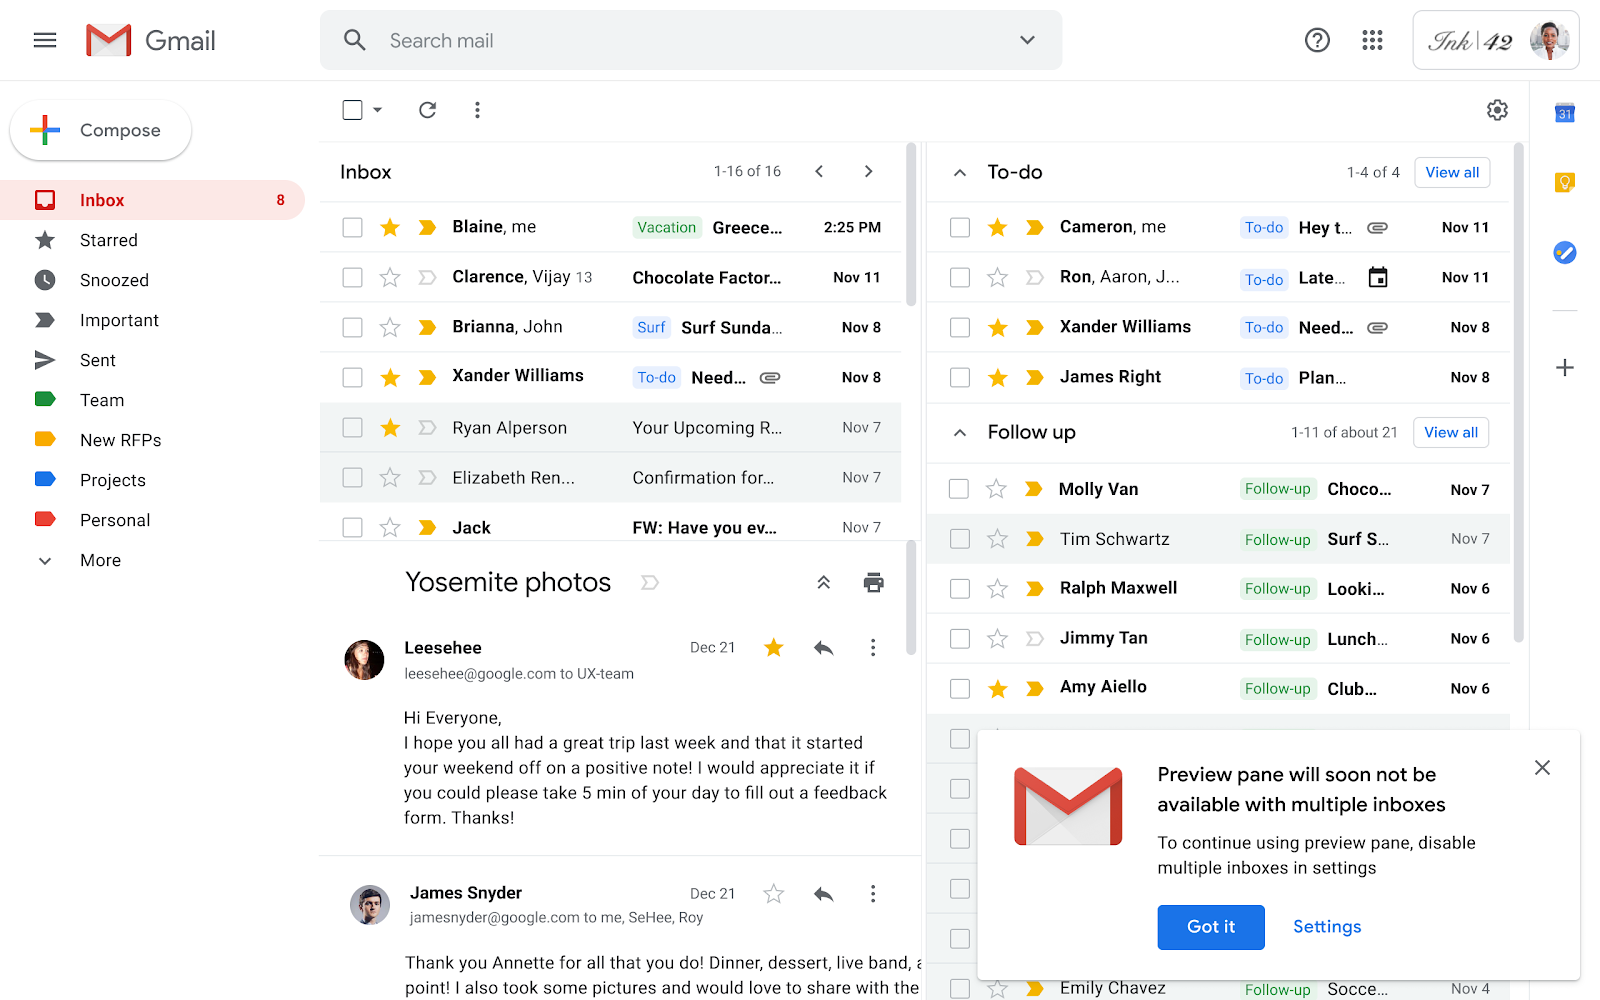 Gmail
Search mail
Ink|42
Compose
Inbox 8
Starred
Snoozed
Important
Sent
Team
New RFPs
Projects
Personal
More
Inbox 1-16 of 16
Blaine, me Vacation Greece... 2:25 PM
Clarence, Vijay 13 Chocolate Factor... Nov 11
Brianna, John Surf Surf Sunda... Nov 8
Xander Williams To-do Need... Nov 8
Ryan Alperson Your Upcoming R... Nov 7
Elizabeth Ren... Confirmation for... Nov 7
Jack FW: Have you ev... Nov 7
Yosemite photos
Leesehee Dec 21
leesehee@google.com to UX-team
Hi Everyone,
I hope you all had a great trip last week and that it started
your weekend off on a positive note! I would appreciate it if
you could please take 5 min of your day to fill out a feedback
form. Thanks!
James Snyder Dec 21
jamesnyder@google.com to me, SeHee, Roy
Thank you Annette for all that you do! Dinner, dessert, live band,
point! I also took some pictures and would love to share with the
To-do 1-4 of 4 View all
Cameron, me To-do Hey t... Nov 11
Ron, Aaron, J... To-do Late... Nov 11
Xander Williams To-do Need... Nov 8
James Right To-do Plan... Nov 8
Follow up 1-11 of about 21 View all
Molly Van Follow-up Choco... Nov 7
Tim Schwartz Follow-up Surf S... Nov 7
Ralph Maxwell Follow-up Looki... Nov 6
Jimmy Tan Follow-up Lunch... Nov 6
Amy Aiello Follow-up Club... Nov 6
Preview pane will soon not be
available with multiple inboxes
To continue using preview pane, disable
multiple inboxes in settings
Got it Settings
Emily Chavez Follow-up Socce... Nov 4
31